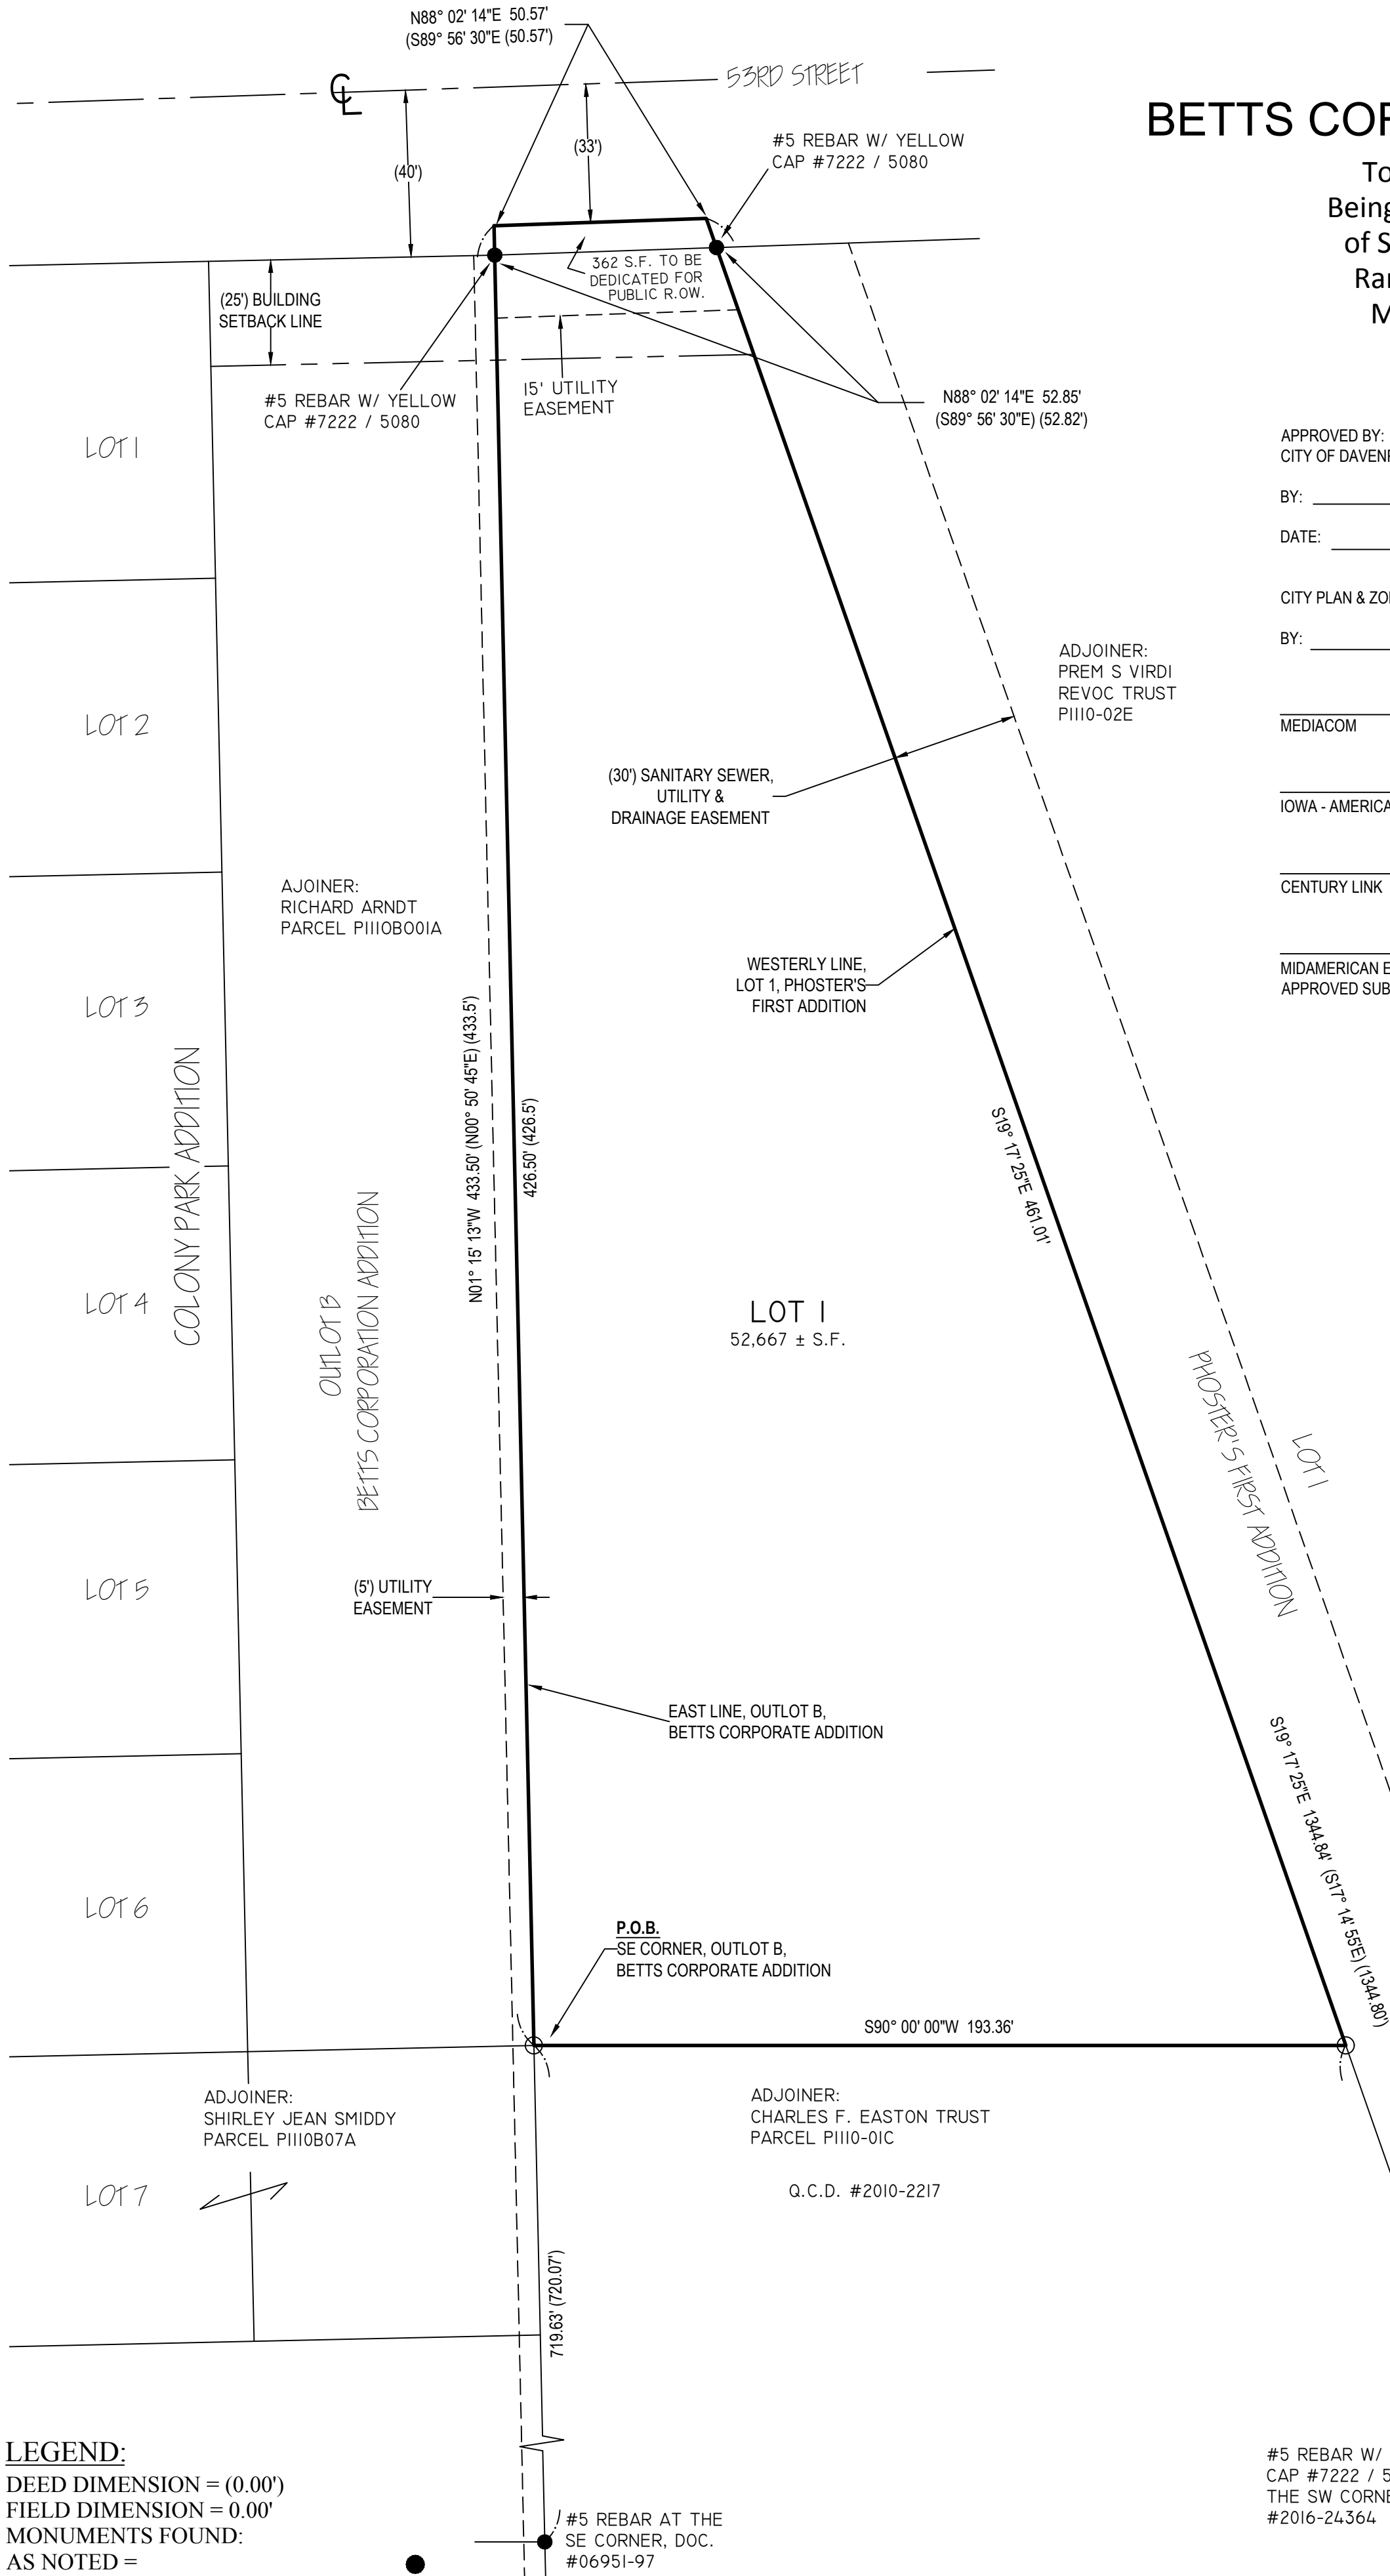 N88° 02' 14"E 50.57'
(S89° 56' 30"E (50.57')
53RD STREET
℄
(40')
(33')
#5 REBAR W/ YELLOW
CAP #7222 / 5080
BETTS COR
To
Being
of S
Ran
M
362 S.F. TO BE
DEDICATED FOR
PUBLIC R.OW.
(25') BUILDING
SETBACK LINE
#5 REBAR W/ YELLOW
CAP #7222 / 5080
15' UTILITY
EASEMENT
N88° 02' 14"E 52.85'
(S89° 56' 30"E) (52.82')
APPROVED BY:
CITY OF DAVENP
BY:
DATE:
CITY PLAN & ZON
BY:
MEDIACOM
IOWA - AMERICA
CENTURY LINK
MIDAMERICAN E
APPROVED SUB
LOT 1
LOT 2
LOT 3
LOT 4
LOT 5
LOT 6
LOT 7
COLONY PARK ADDITION
ADJOINER:
PREM S VIRDI
REVOC TRUST
P1110-02E
(30') SANITARY SEWER,
UTILITY &
DRAINAGE EASEMENT
AJOINER:
RICHARD ARNDT
PARCEL P1110BO01A
WESTERLY LINE,
LOT 1, PHOSTER'S
FIRST ADDITION
N01° 15' 13"W 433.50' (N00° 50' 45"E) (433.5')
426.50' (426.5')
S19° 17' 25"E 461.01'
OUTLOT B
BETTS CORPORATION ADDITION
LOT 1
52,667 ± S.F.
PHOSTER'S FIRST ADDITION
LOT 1
(5') UTILITY
EASEMENT
EAST LINE, OUTLOT B,
BETTS CORPORATE ADDITION
S19° 17' 25"E 1344.84' (S17° 14' 55'E) (1344.80')
P.O.B.
SE CORNER, OUTLOT B,
BETTS CORPORATE ADDITION
S90° 00' 00"W 193.36'
ADJOINER:
SHIRLEY JEAN SMIDDY
PARCEL P1110B07A
ADJOINER:
CHARLES F. EASTON TRUST
PARCEL P1110-01C
Q.C.D. #2010-2217
719.63' (720.07')
LEGEND:
DEED DIMENSION = (0.00')
FIELD DIMENSION = 0.00'
MONUMENTS FOUND:
AS NOTED =
#5 REBAR AT THE
SE CORNER, DOC.
#06951-97
#5 REBAR W/
CAP #7222 / 5
THE SW CORNE
#2016-24364